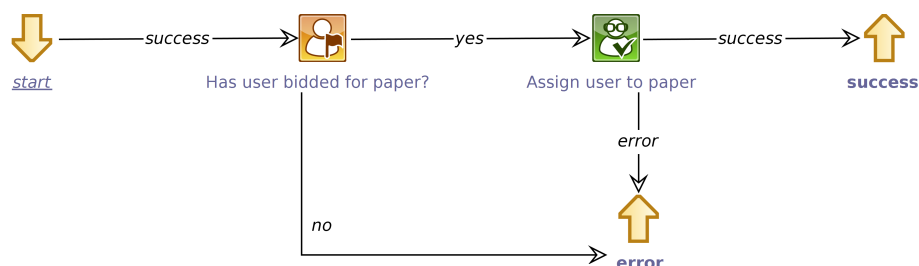 success
yes
success
start
Has user bidded for paper?
Assign user to paper
success
error
no
error